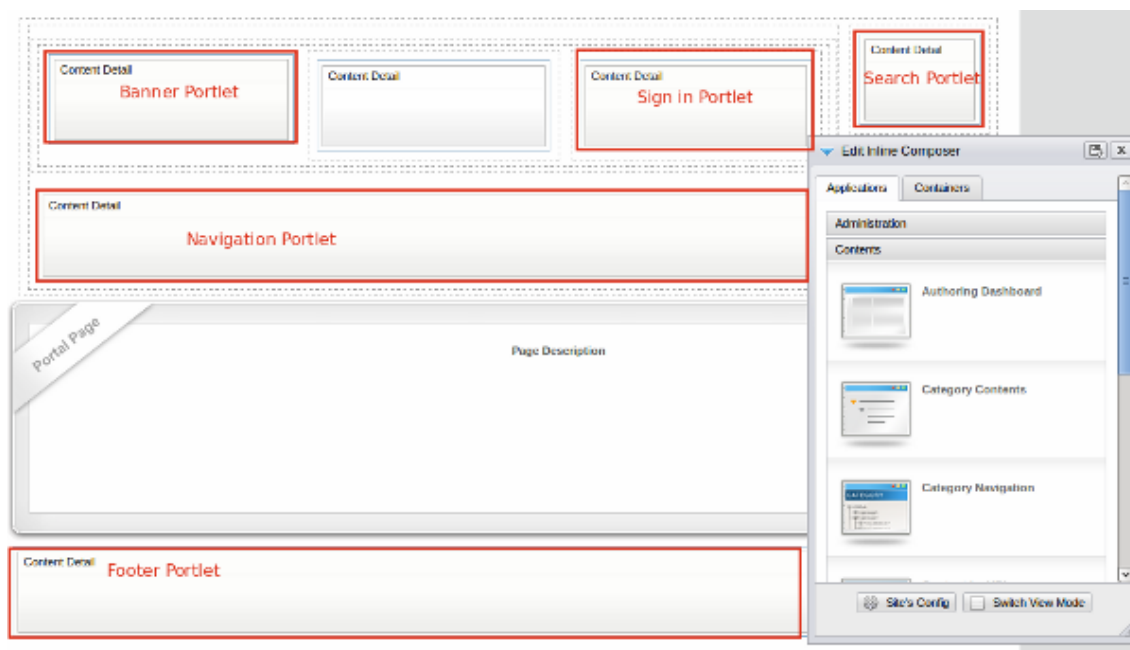 Content Detail
Banner Portlet
Content Detail
Content Detail
Sign in Portlet
Content Detail
Search Portlet
Edit Inline Composer
Applications
Containers
Content Detail
Navigation Portlet
Administration
Contents
Authoring Dashboard
Portal Page
Page Description
Category Contents
Category Navigation
Content Detail
Footer Portlet
Site's Config
Switch View Mode